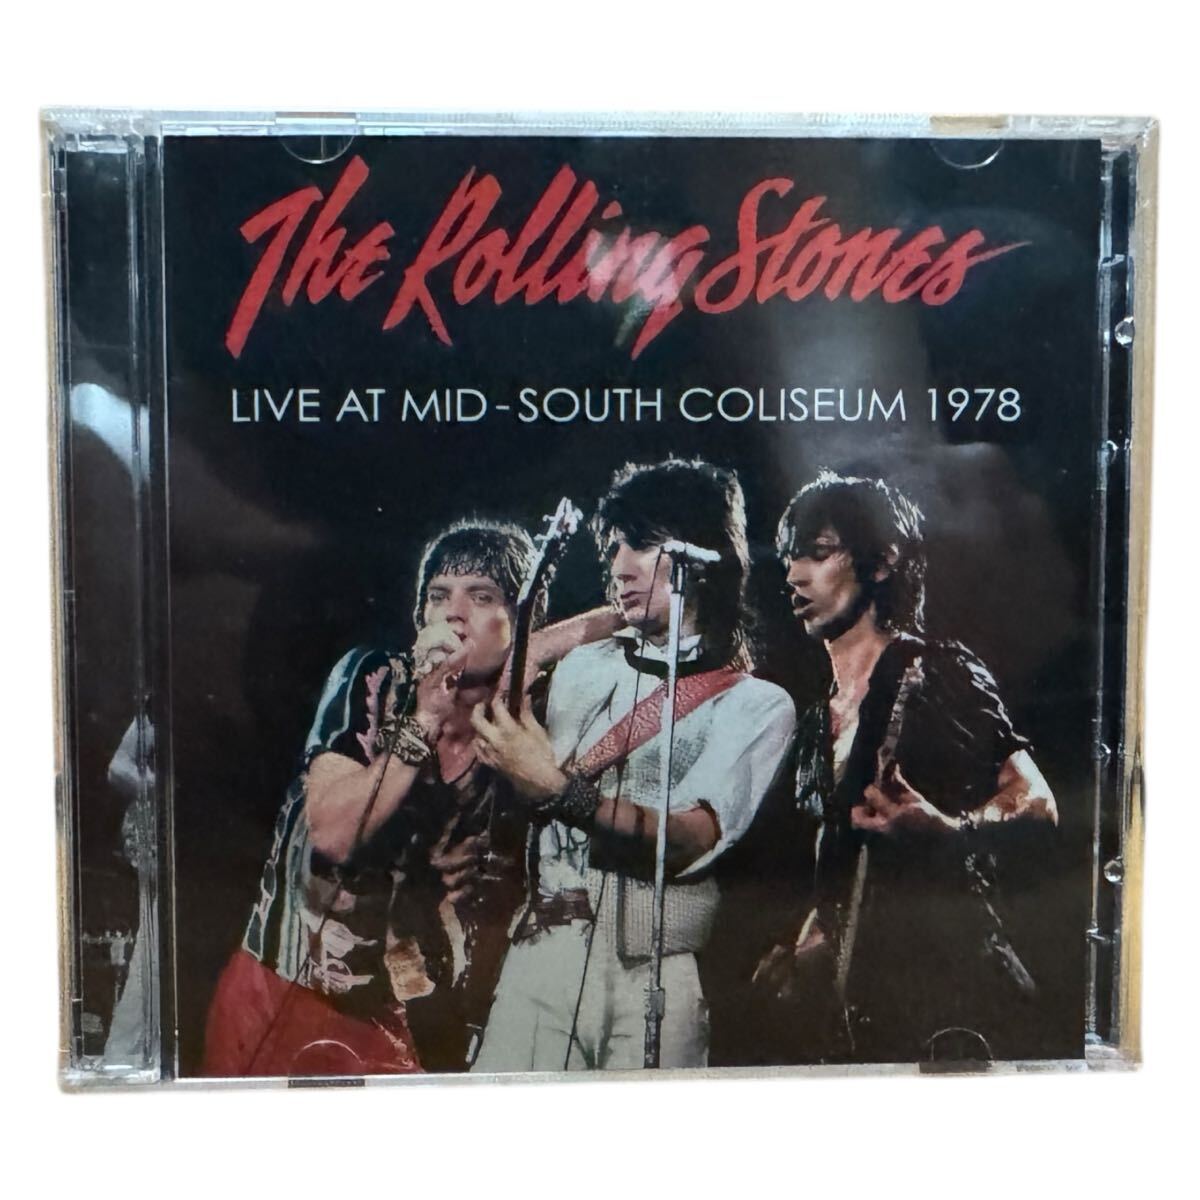 The Rolling Stones
LIVE AT MID-SOUTH COLISEUM 1978